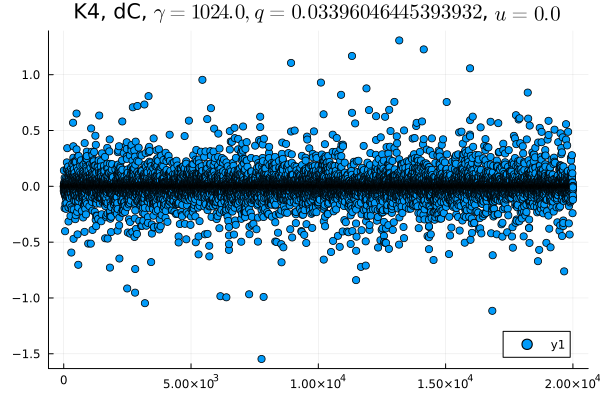 K4, dC, γ = 1024.0, q = 0.03396046445393932, u = 0.0
1.0
0.5
0.0
−0.5
−1.0
−1.5
y1
0 5.00×10³ 1.00×10⁴ 1.50×10⁴ 2.00×10⁴